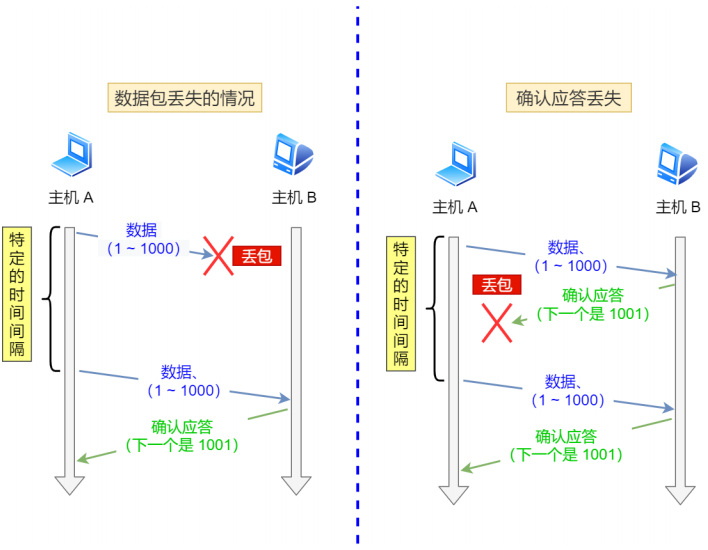 数据包丢失的情况
主机 A
主机 B
特定的时间间隔
数据
（1 ~ 1000）
丢包
数据、
（1 ~ 1000）
确认应答
（下一个是 1001）
确认应答丢失
主机 A
主机 B
特定的时间间隔
数据、
（1 ~ 1000）
丢包
确认应答
（下一个是 1001）
数据、
（1 ~ 1000）
确认应答
（下一个是 1001）